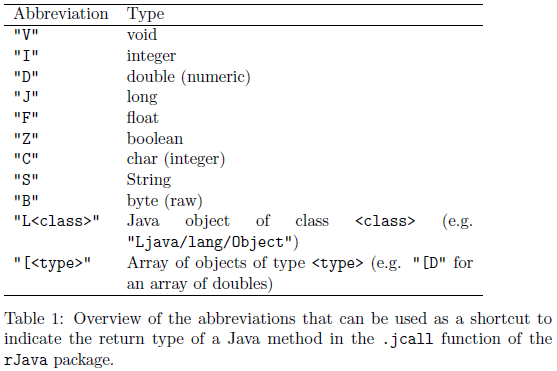 Abbreviation Type
"V" void
"I" integer
"D" double (numeric)
"J" long
"F" float
"Z" boolean
"C" char (integer)
"S" String
"B" byte (raw)
"L<class>" Java object of class <class> (e.g.
"Ljava/lang/Object")
"[<type>" Array of objects of type <type> (e.g. "[D" for
an array of doubles)
Table 1: Overview of the abbreviations that can be used as a shortcut to
indicate the return type of a Java method in the .jcall function of the
rJava package.